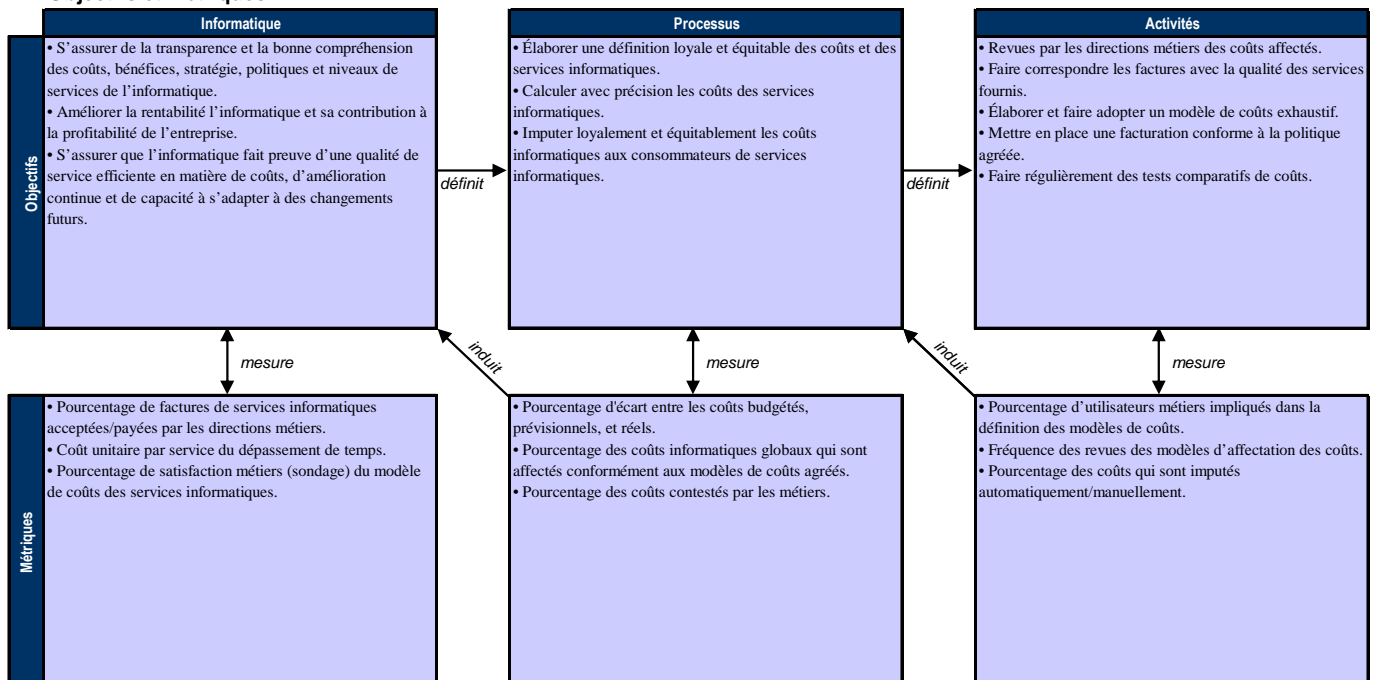 Informatique
Processus
Activités
Objectifs
• S’assurer de la transparence et la bonne compréhension
des coûts, bénéfices, stratégie, politiques et niveaux de
services de l’informatique.
• Améliorer la rentabilité l’informatique et sa contribution à
la profitabilité de l’entreprise.
• S’assurer que l’informatique fait preuve d’une qualité de
service efficiente en matière de coûts, d’amélioration
continue et de capacité à s’adapter à des changements
futurs.
définit
• Élaborer une définition loyale et équitable des coûts et des
services informatiques.
• Calculer avec précision les coûts des services
informatiques.
• Imputer loyalement et équitablement les coûts
informatiques aux consommateurs de services
informatiques.
définit
• Revues par les directions métiers des coûts affectés.
• Faire correspondre les factures avec la qualité des services
fournis.
• Élaborer et faire adopter un modèle de coûts exhaustif.
• Mettre en place une facturation conforme à la politique
agréée.
• Faire régulièrement des tests comparatifs de coûts.
mesure
induit
mesure
induit
mesure
Métriques
• Pourcentage de factures de services informatiques
acceptées/payées par les directions métiers.
• Coût unitaire par service du dépassement de temps.
• Pourcentage de satisfaction métiers (sondage) du modèle
de coûts des services informatiques.
• Pourcentage d'écart entre les coûts budgétés,
prévisionnels, et réels.
• Pourcentage des coûts informatiques globaux qui sont
affectés conformément aux modèles de coûts agréés.
• Pourcentage des coûts contestés par les métiers.
• Pourcentage d’utilisateurs métiers impliqués dans la
définition des modèles de coûts.
• Fréquence des revues des modèles d’affectation des coûts.
• Pourcentage des coûts qui sont imputés
automatiquement/manuellement.